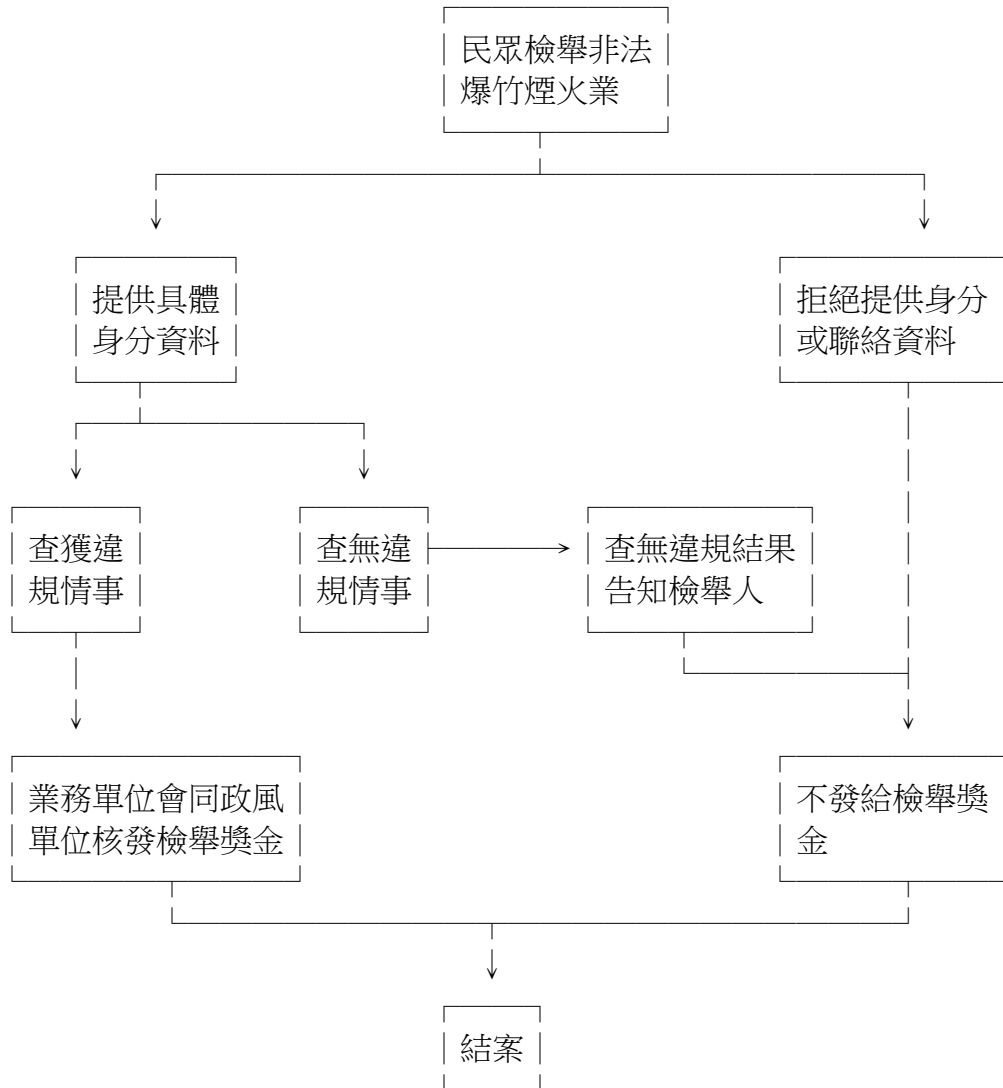 民眾檢舉非法
爆竹煙火業
提供具體
身分資料
拒絕提供身分
或聯絡資料
查獲違
規情事
查無違
規情事
查無違規結果
告知檢舉人
業務單位會同政風
單位核發檢舉獎金
不發給檢舉獎
金
結案